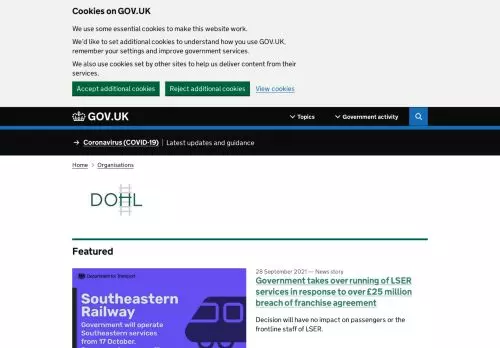 Cookies on GOV.UK
We use some essential cookies to make this website work.
We'd like to set additional cookies to understand how you use GOV.UK,
remember your settings and improve government services.
We also use cookies set by other sites to help us deliver content from their
services.
Accept additional cookies Reject additional cookies View cookies
GOV.UK Topics Government activity
→ Coronavirus (COVID-19) | Latest updates and guidance
Home > Organisations
DOHL
Featured
28 September 2021 — News story
Government takes over running of LSER
services in response to over £25 million
breach of franchise agreement
Decision will have no impact on passengers or the
frontline staff of LSER.
Department for Transport
Southeastern
Railway
Government will operate
Southeastern services
from 17 October.